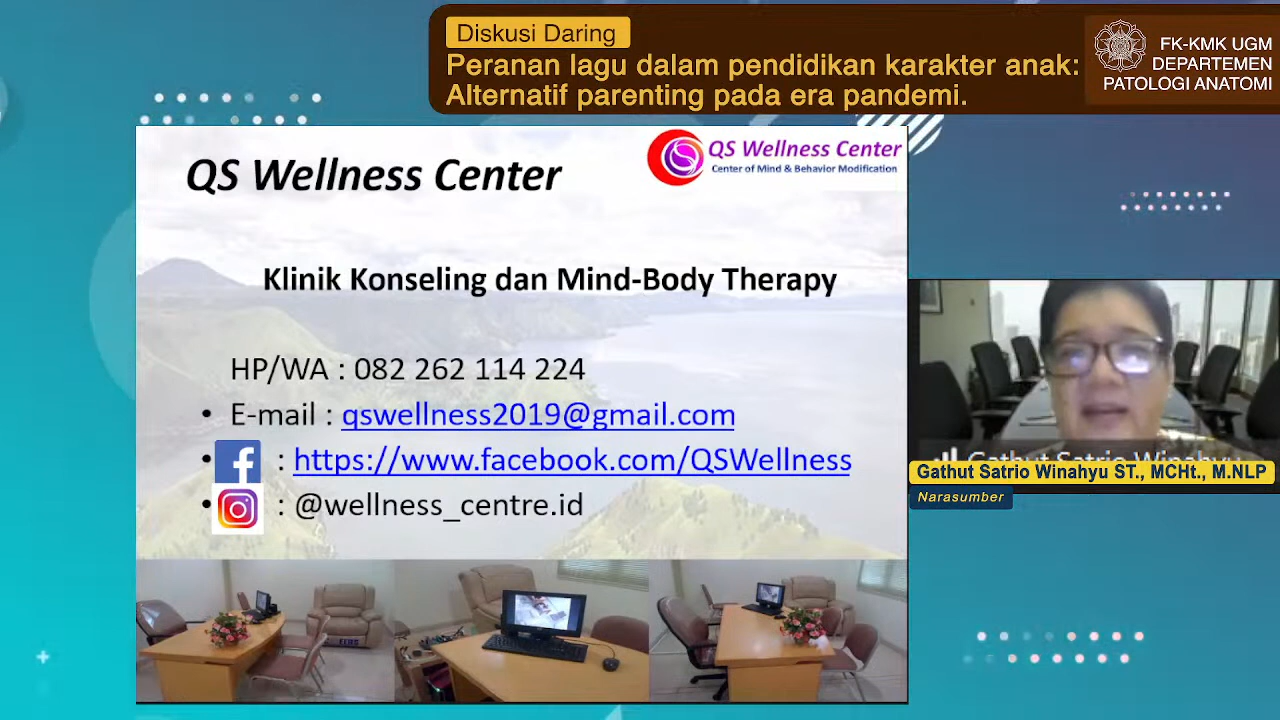 Diskusi Daring
Peranan lagu dalam pendidikan karakter anak:
Alternatif parenting pada era pandemi.
FK-KMK UGM
DEPARTEMEN
PATOLOGI ANATOMI
QS Wellness Center
QS Wellness Center
Center of Mind & Behavior Modification
Klinik Konseling dan Mind-Body Therapy
HP/WA : 082 262 114 224
• E-mail : qswellness2019@gmail.com
• : https://www.facebook.com/QSWellness
• : @wellness_centre.id
Gathut Satrio Winahyu
Gathut Satrio Winahyu ST., MCHt., M.NLP
Narasumber